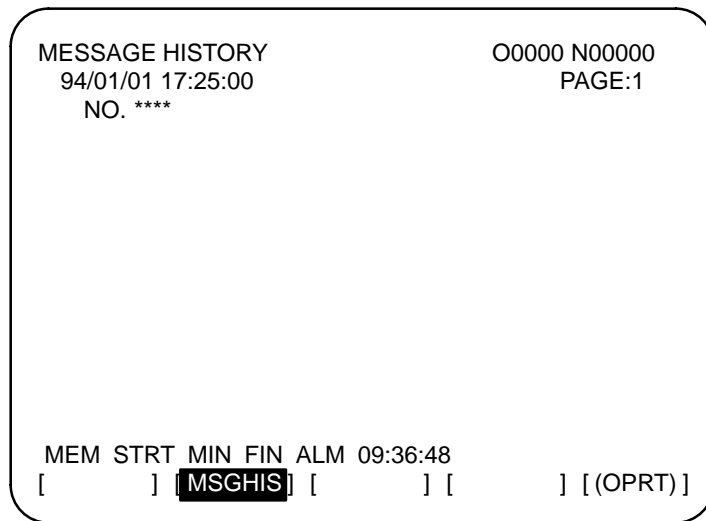 MESSAGE HISTORY O0000 N00000
94/01/01 17:25:00 PAGE:1
NO. ****
MEM STRT MIN FIN ALM 09:36:48
[ ] [ MSGHIS ] [ ] [ ] [ (OPRT) ]